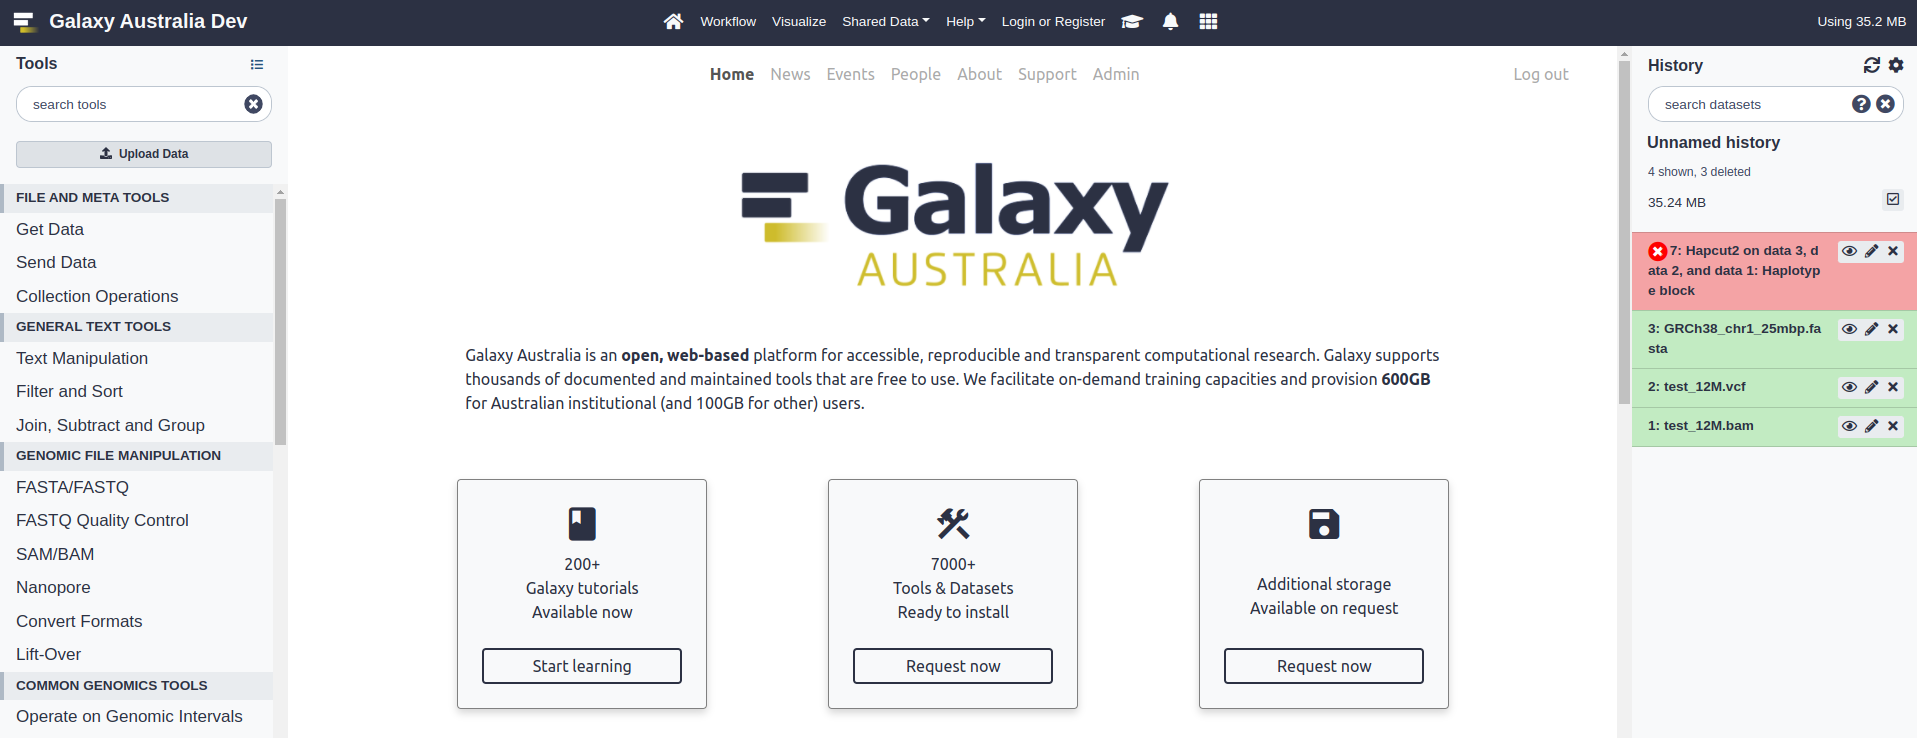 Galaxy Australia Dev
Workflow Visualize Shared Data Help Login or Register
Using 35.2 MB
Tools
search tools
Upload Data
FILE AND META TOOLS
Get Data
Send Data
Collection Operations
GENERAL TEXT TOOLS
Text Manipulation
Filter and Sort
Join, Subtract and Group
GENOMIC FILE MANIPULATION
FASTA/FASTQ
FASTQ Quality Control
SAM/BAM
Nanopore
Convert Formats
Lift-Over
COMMON GENOMICS TOOLS
Operate on Genomic Intervals
Home News Events People About Support Admin
Log out
Galaxy
AUSTRALIA
Galaxy Australia is an open, web-based platform for accessible, reproducible and transparent computational research. Galaxy supports
thousands of documented and maintained tools that are free to use. We facilitate on-demand training capacities and provision 600GB
for Australian institutional (and 100GB for other) users.
200+
Galaxy tutorials
Available now
Start learning
7000+
Tools & Datasets
Ready to install
Request now
Additional storage
Available on request
Request now
History
search datasets
Unnamed history
4 shown, 3 deleted
35.24 MB
7: Hapcut2 on data 3, d
ata 2, and data 1: Haplotyp
e block
3: GRCh38_chr1_25mbp.fa
sta
2: test_12M.vcf
1: test_12M.bam